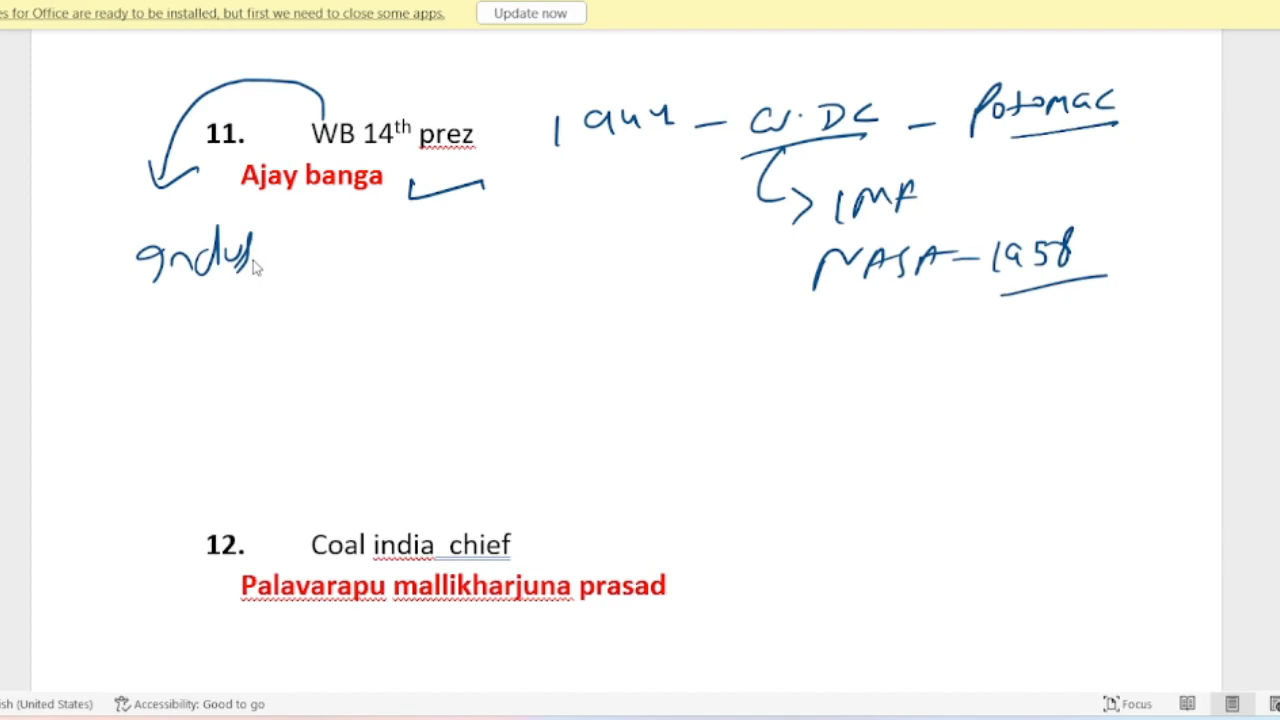 es for Office are ready to be installed, but first we need to close some apps. Update now
11. WB 14th prez
Ajay banga
1944 - W.DC - Potomac
IMF
NASA - 1958
Indus
12. Coal india chief
Palavarapu mallikharjuna prasad
ish (United States) Accessibility: Good to go Focus